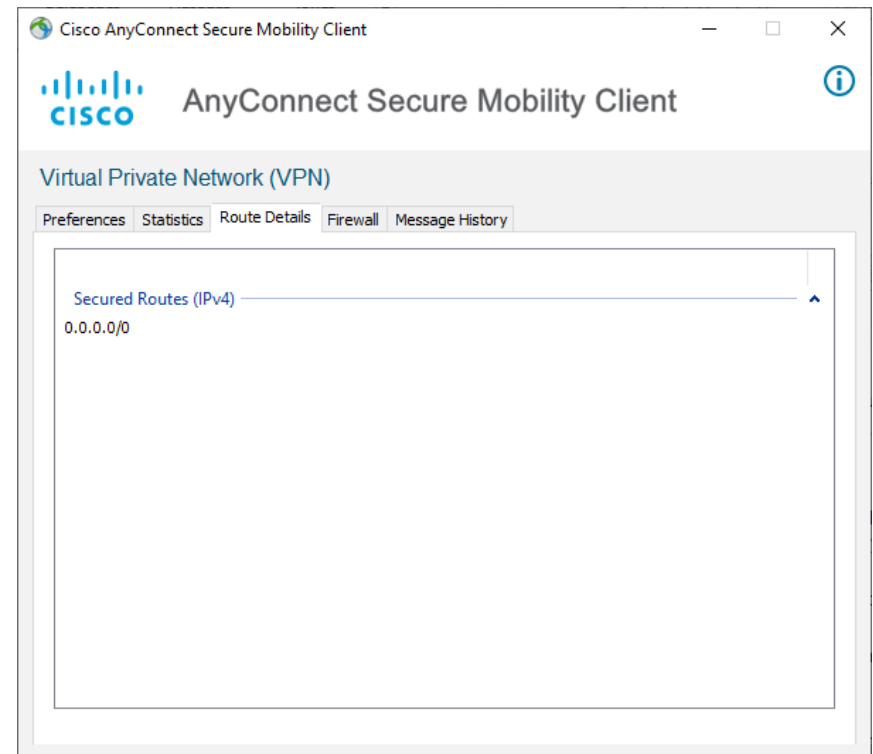 Cisco AnyConnect Secure Mobility Client
CISCO
AnyConnect Secure Mobility Client
Virtual Private Network (VPN)
Preferences Statistics Route Details Firewall Message History
Secured Routes (IPv4)
0.0.0.0/0